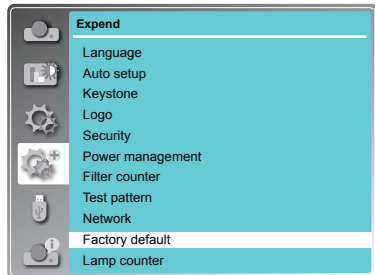 Expend
Language
Auto setup
Keystone
Logo
Security
Power management
Filter counter
Test pattern
Network
Factory default
Lamp counter